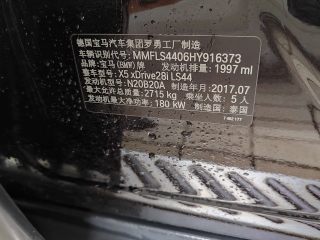 德国宝马汽车集团罗勇工厂制造
车辆识别代号: MMFLS4406HY916373
品牌: 宝马(BMW)牌 发动机排量: 1997 ml
整车型号: X5 xDrive28i LS44
发动机型号: N20B20A 制造年月: 2017.07
最大允许总质量: 2715 kg 乘坐人数: 5 人
发动机最大净功率: 180 kW 制造国: 泰国